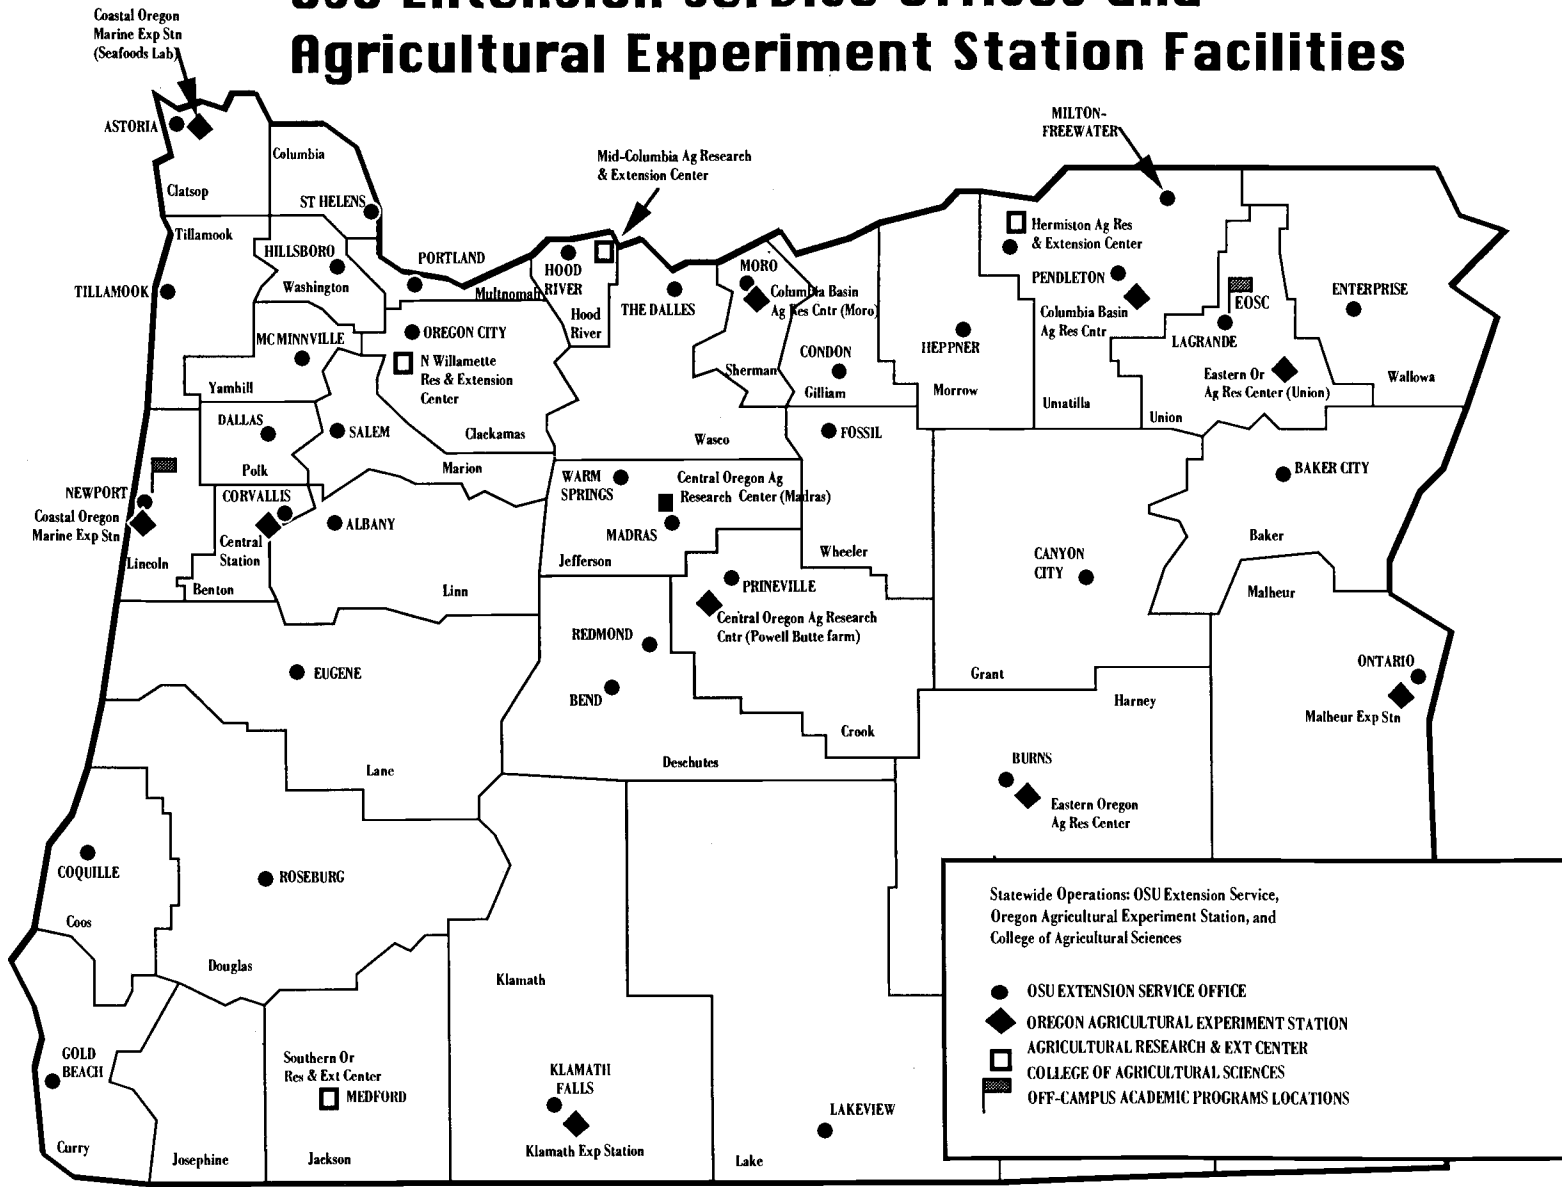 OSU Extension Service Offices and
Agricultural Experiment Station Facilities
Coastal Oregon
Marine Exp Stn
(Seafoods Lab)
ASTORIA
Clatsop
Columbia
ST HELENS
Mid-Columbia Ag Research
& Extension Center
MILTON-
FREEWATER
Tillamook
TILLAMOOK
HILLSBORO
Washington
PORTLAND
Multnomah
HOOD
RIVER
Hood
River
THE DALLES
MORO
Columbia Basin
Ag Res Cntr (Moro)
Hermiston Ag Res
& Extension Center
PENDLETON
Columbia Basin
Ag Res Cntr
EOSC
LAGRANDE
ENTERPRISE
MC MINNVILLE
Yamhill
OREGON CITY
N Willamette
Res & Extension
Center
Clackamas
Sherman
CONDON
Gilliam
HEPPNER
Morrow
Umatilla
Union
Eastern Or
Ag Res Center (Union)
Wallowa
DALLAS
Polk
SALEM
Marion
Wasco
FOSSIL
BAKER CITY
Baker
NEWPORT
Coastal Oregon
Marine Exp Stn
Lincoln
CORVALLIS
Central
Station
Benton
ALBANY
Linn
WARM
SPRINGS
Central Oregon Ag
Research Center (Madras)
MADRAS
Jefferson
Wheeler
CANYON
CITY
Malheur
PRINEVILLE
Central Oregon Ag Research
Cntr (Powell Butte farm)
REDMOND
BEND
Crook
Deschutes
Grant
Harney
ONTARIO
Malheur Exp Stn
EUGENE
Lane
BURNS
Eastern Oregon
Ag Res Center
COQUILLE
Coos
ROSEBURG
Douglas
Klamath
GOLD
BEACH
Curry
Josephine
Southern Or
Res & Ext Center
MEDFORD
Jackson
KLAMATH
FALLS
Klamath Exp Station
LAKEVIEW
Lake
Statewide Operations: OSU Extension Service,
Oregon Agricultural Experiment Station, and
College of Agricultural Sciences
OSU EXTENSION SERVICE OFFICE
OREGON AGRICULTURAL EXPERIMENT STATION
AGRICULTURAL RESEARCH & EXT CENTER
COLLEGE OF AGRICULTURAL SCIENCES
OFF-CAMPUS ACADEMIC PROGRAMS LOCATIONS